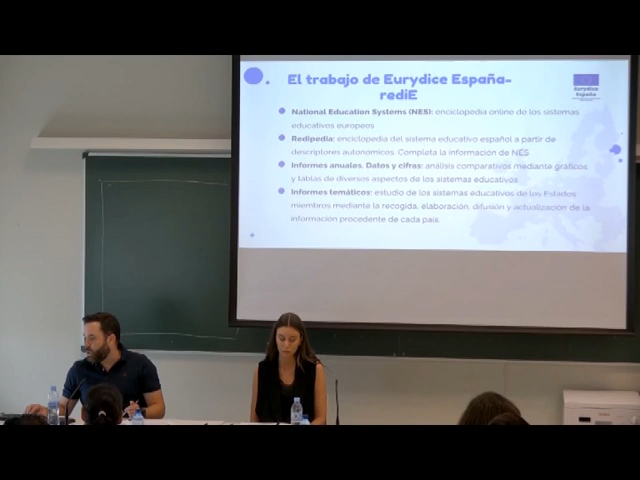 El trabajo de Eurydice España-
rediE
National Education Systems (NES): enciclopedia online de los sistemas
educativos europeos
Redipedia: enciclopedia del sistema educativo español a partir de
descriptores autonómicos. Completa la información de NES
Informes anuales. Datos y cifras: análisis comparativos mediante gráficos
y tablas de diversos aspectos de los sistemas educativos
Informes temáticos: estudio de los sistemas educativos de los Estados
miembros mediante la recogida, elaboración, difusión y actualización de la
información procedente de cada país.
Eurydice
España